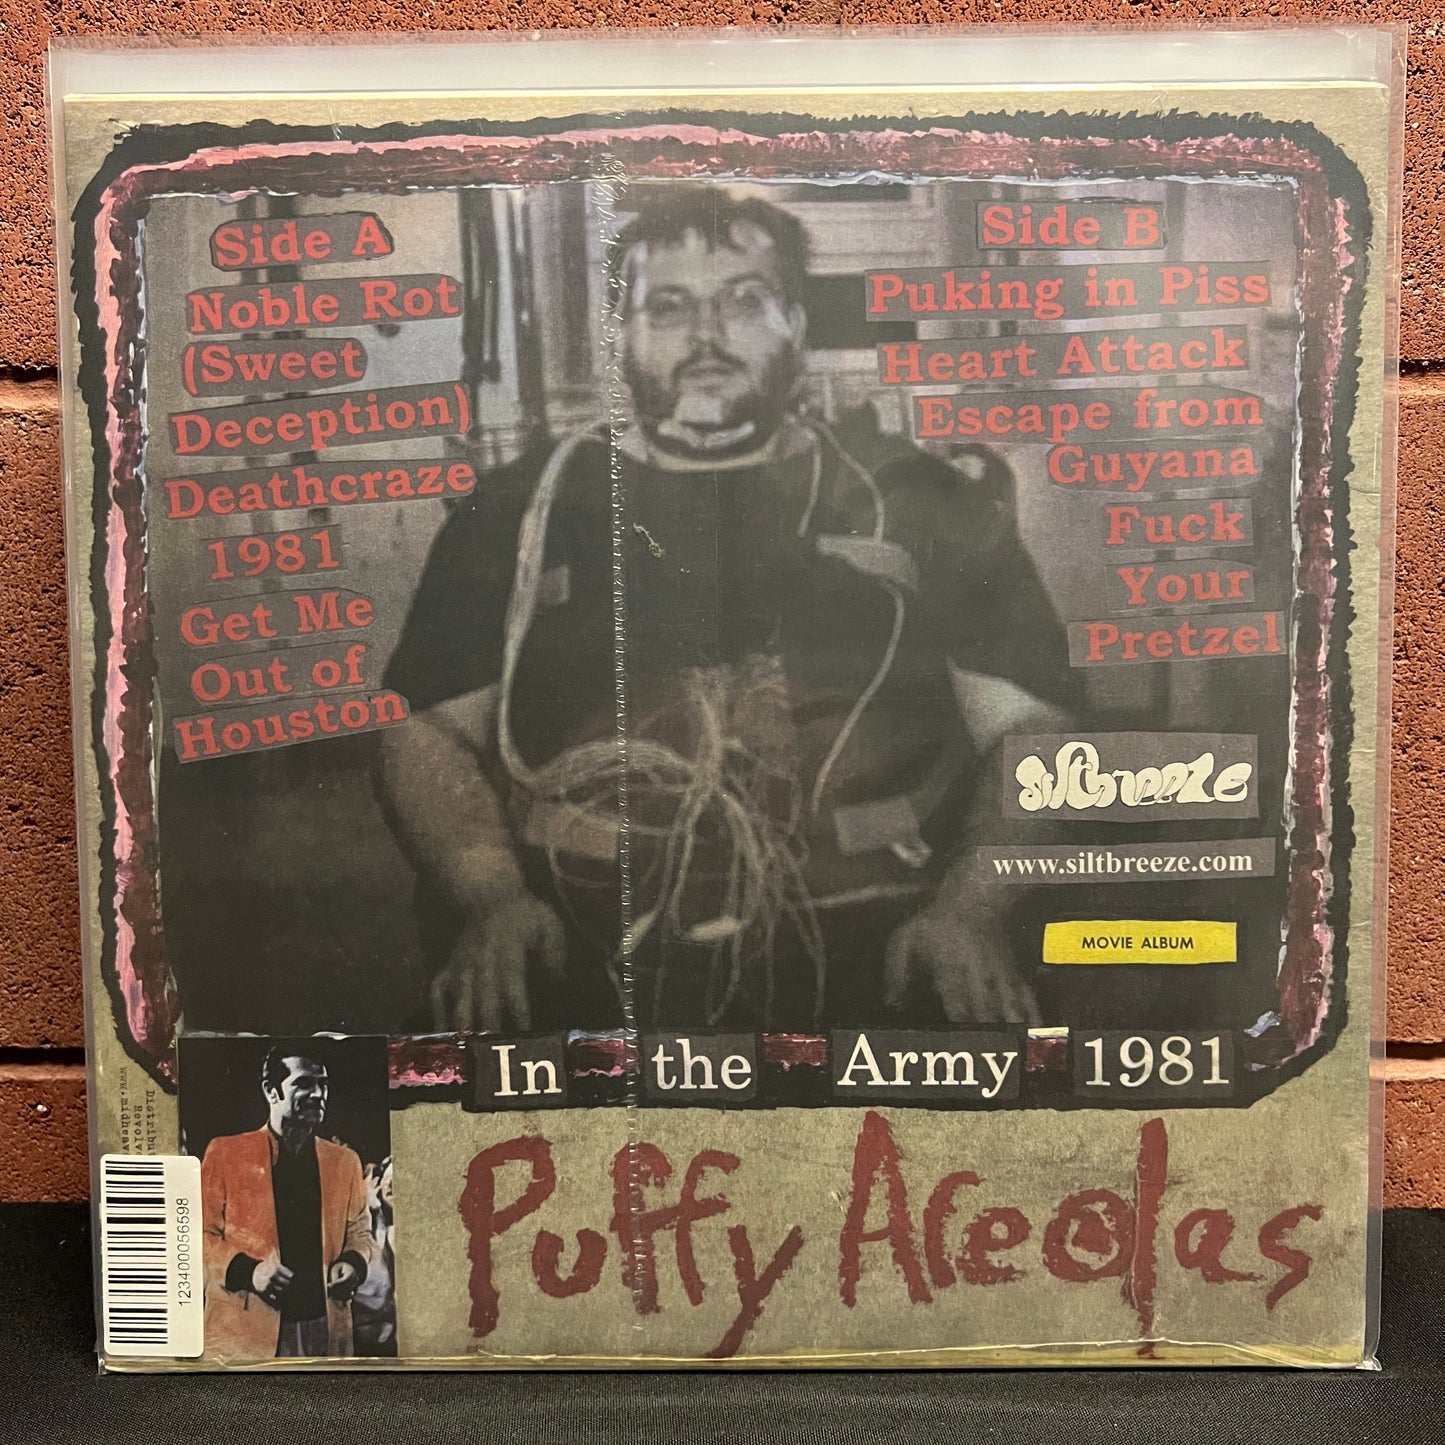 Side A
Noble Rot
(Sweet
Deception)
Deathcraze
1981
Get Me
Out of
Houston
Side B
Puking in Piss
Heart Attack
Escape from
Guyana
Fuck
Your
Pretzel
siltbreeze
www.siltbreeze.com
MOVIE ALBUM
In the Army 1981
Puffy Areolas
123400056598